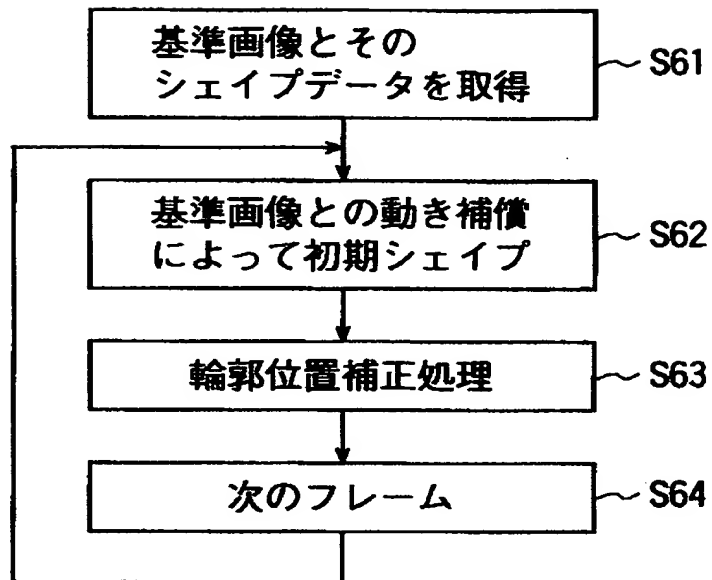 基準画像とその
シェイプデータを取得
S61
基準画像との動き補償
によって初期シェイプ
S62
輪郭位置補正処理
S63
次のフレーム
S64